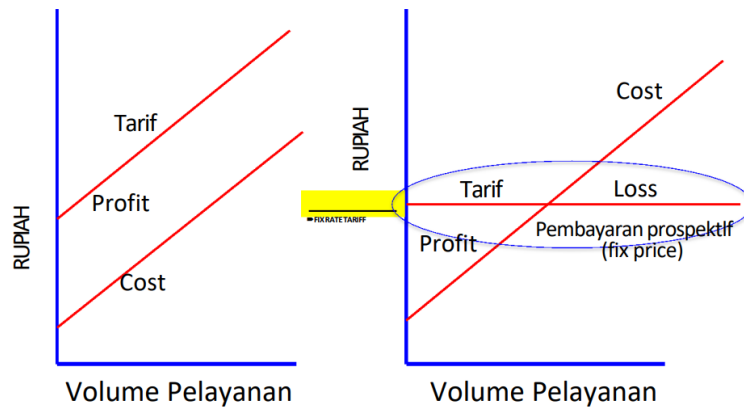 Tarif
Profit
Cost
RUPIAH
Volume Pelayanan
Cost
RUPIAH
Tarif
Loss
FIX RATE TARIFF
Profit
Pembayaran prospektIf
(fix price)
Volume Pelayanan